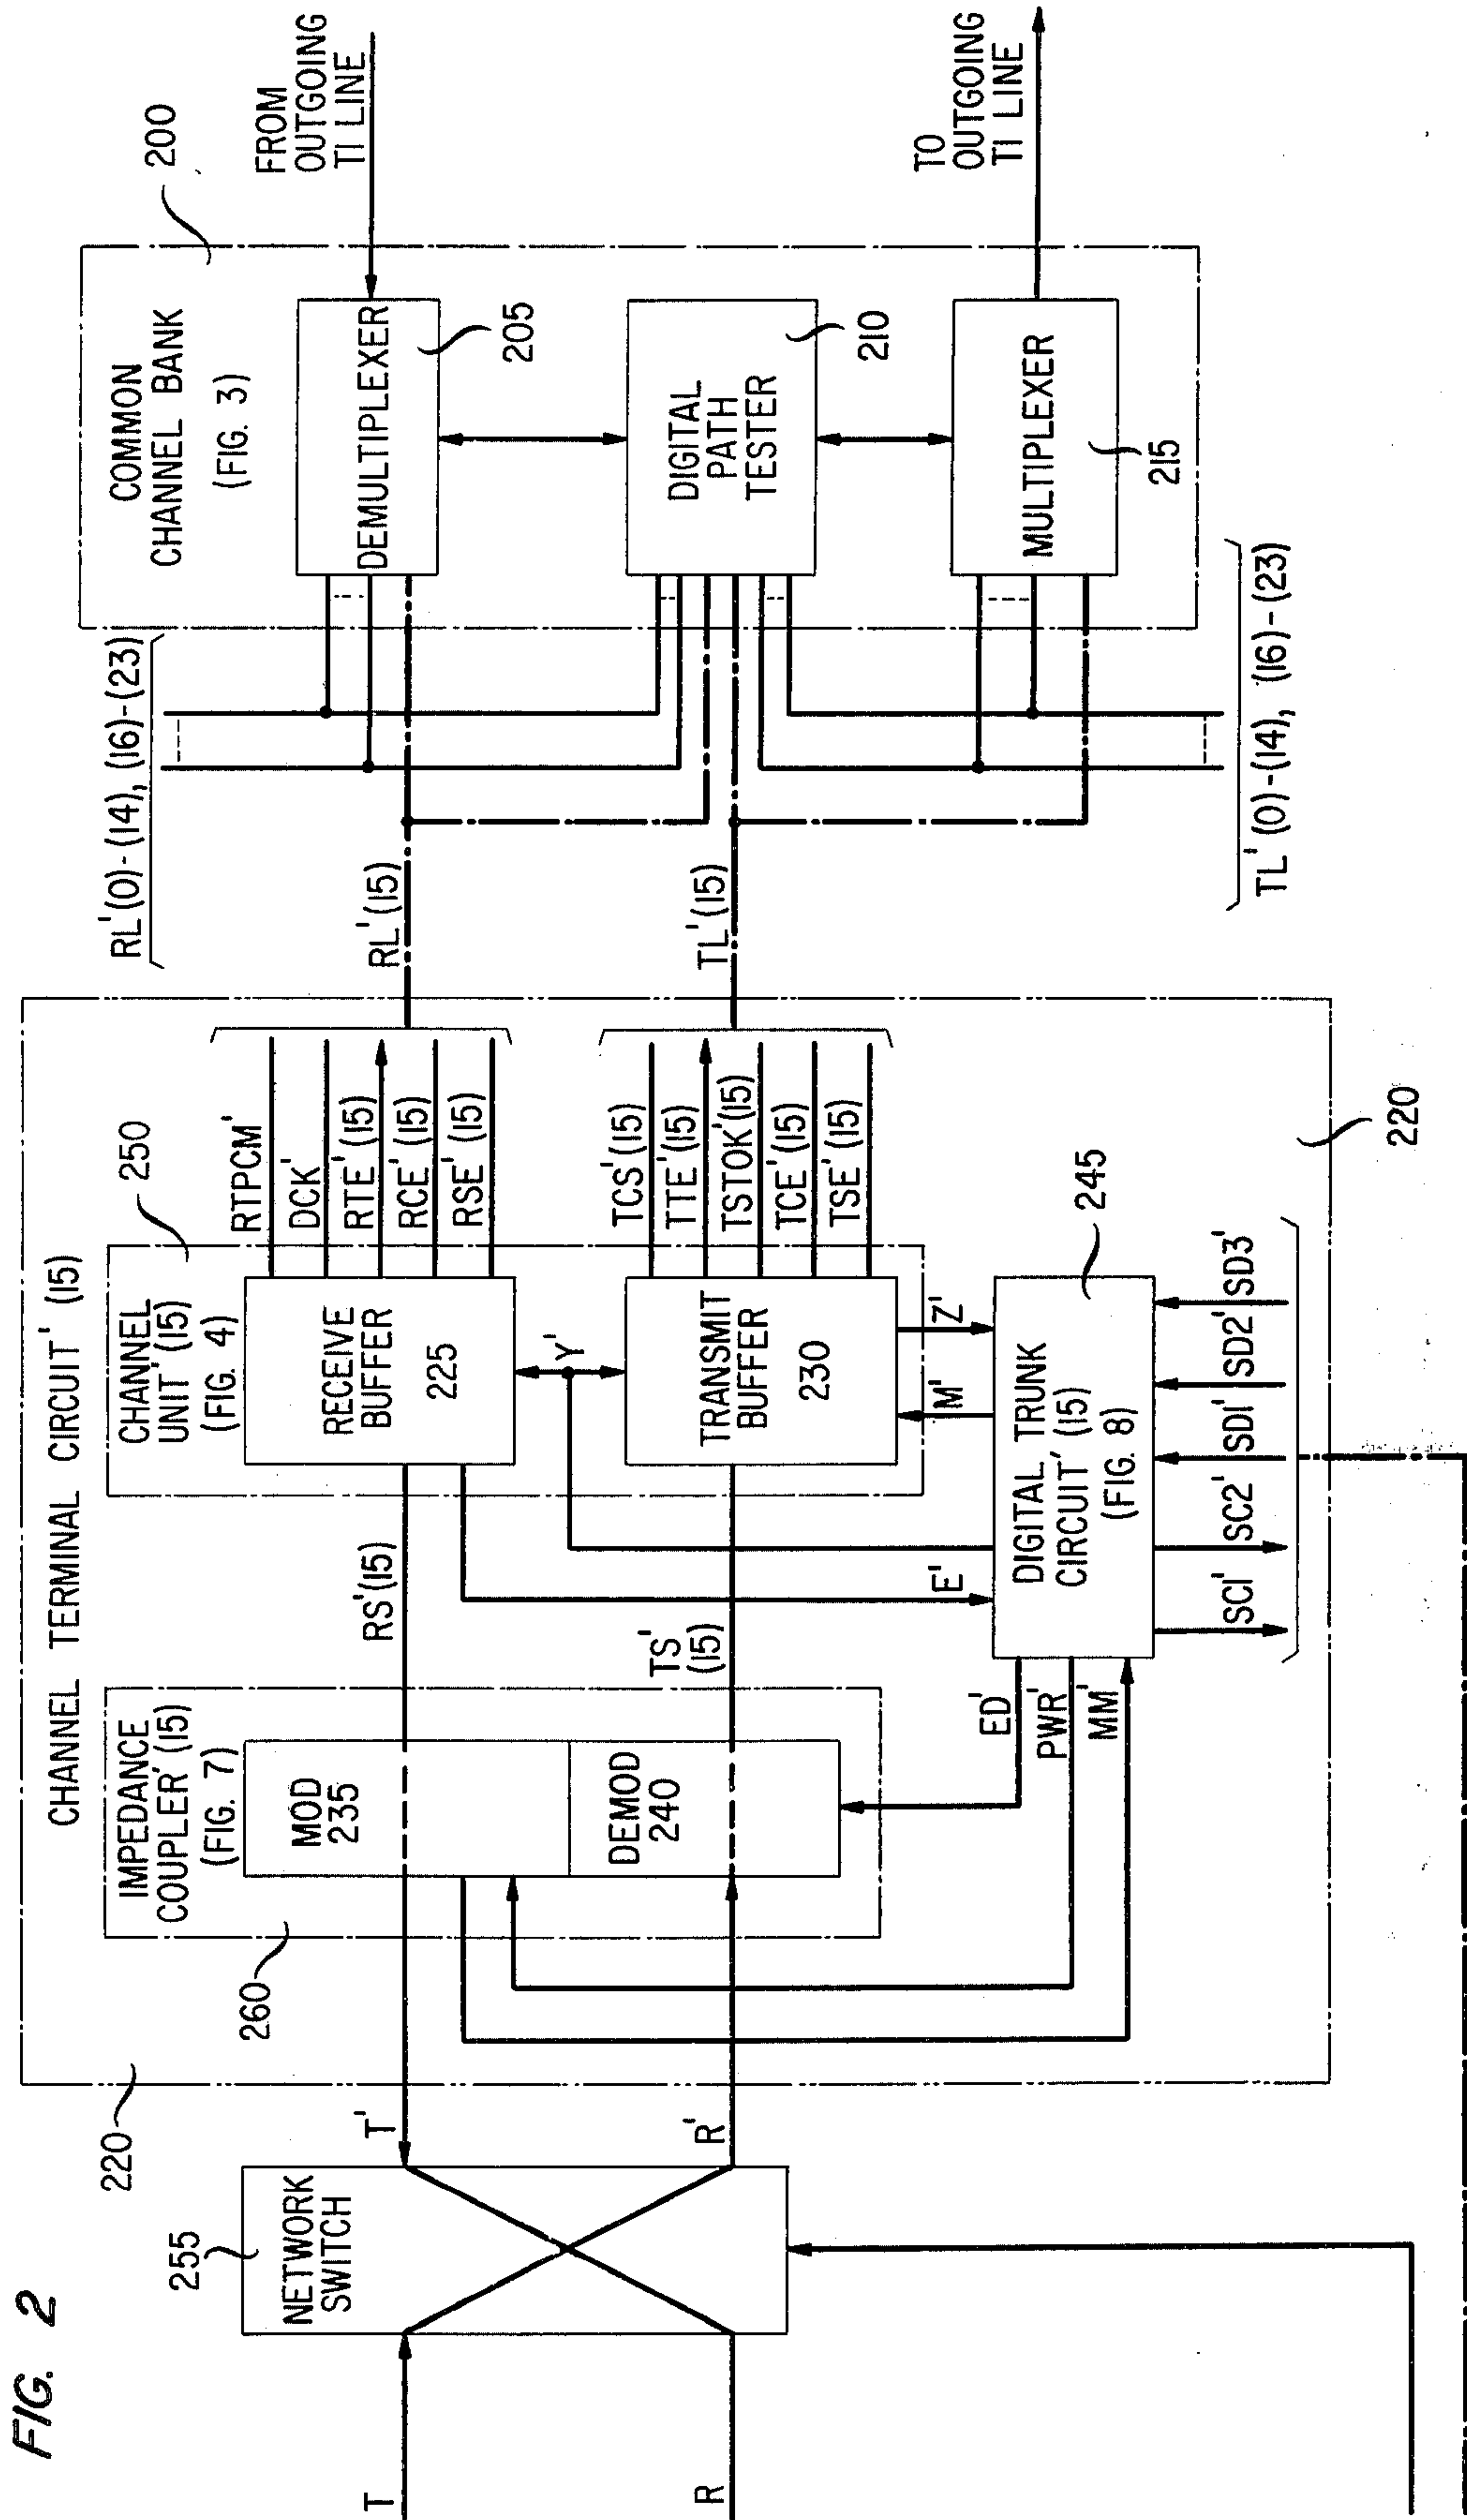 FIG. 2
T
R
255
NETWORK
SWITCH
T'
R'
220
CHANNEL TERMINAL CIRCUIT' (15)
260
IMPEDANCE
COUPLER' (15)
(FIG. 7)
MOD
235
DEMOD
240
ED'
PWR'
MM'
RS'(15)
TS'
(15)
E'
250
CHANNEL
UNIT' (15)
(FIG. 4)
RECEIVE
BUFFER
225
Y'
TRANSMIT
BUFFER
230
M'
Z'
DIGITAL TRUNK
CIRCUIT' (15)
(FIG. 8)
245
SC1'
SC2'
SD1'
SD2'
SD3'
220
RTPCM'
DCK'
RTE' (15)
RCE' (15)
RSE' (15)
TCS' (15)
TTE' (15)
TSTOK' (15)
TCE' (15)
TSE' (15)
RL' (15)
TL' (15)
RL' (0)-(14), (16)-(23)
TL' (0)-(14), (16)-(23)
COMMON
CHANNEL BANK
(FIG. 3)
200
DEMULTIPLEXER
205
DIGITAL
PATH
TESTER
210
MULTIPLEXER
215
FROM
OUTGOING
T1 LINE
TO
OUTGOING
T1 LINE